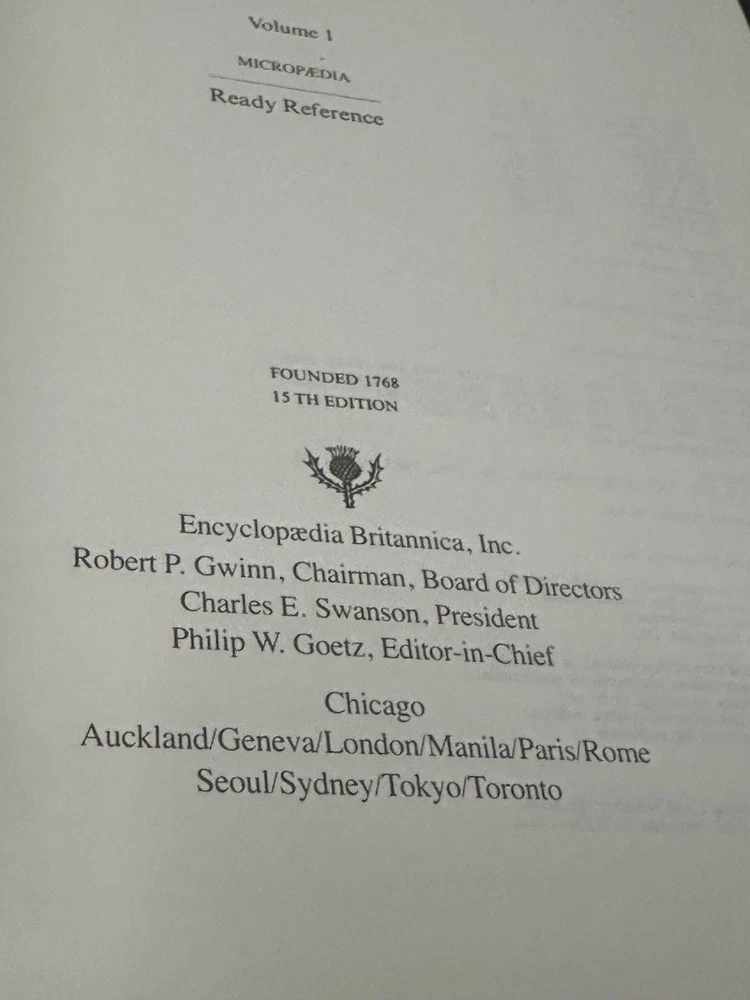 Volume 1
MICROPÆDIA
Ready Reference
FOUNDED 1768
15 TH EDITION
Encyclopædia Britannica, Inc.
Robert P. Gwinn, Chairman, Board of Directors
Charles E. Swanson, President
Philip W. Goetz, Editor-in-Chief
Chicago
Auckland/Geneva/London/Manila/Paris/Rome
Seoul/Sydney/Tokyo/Toronto